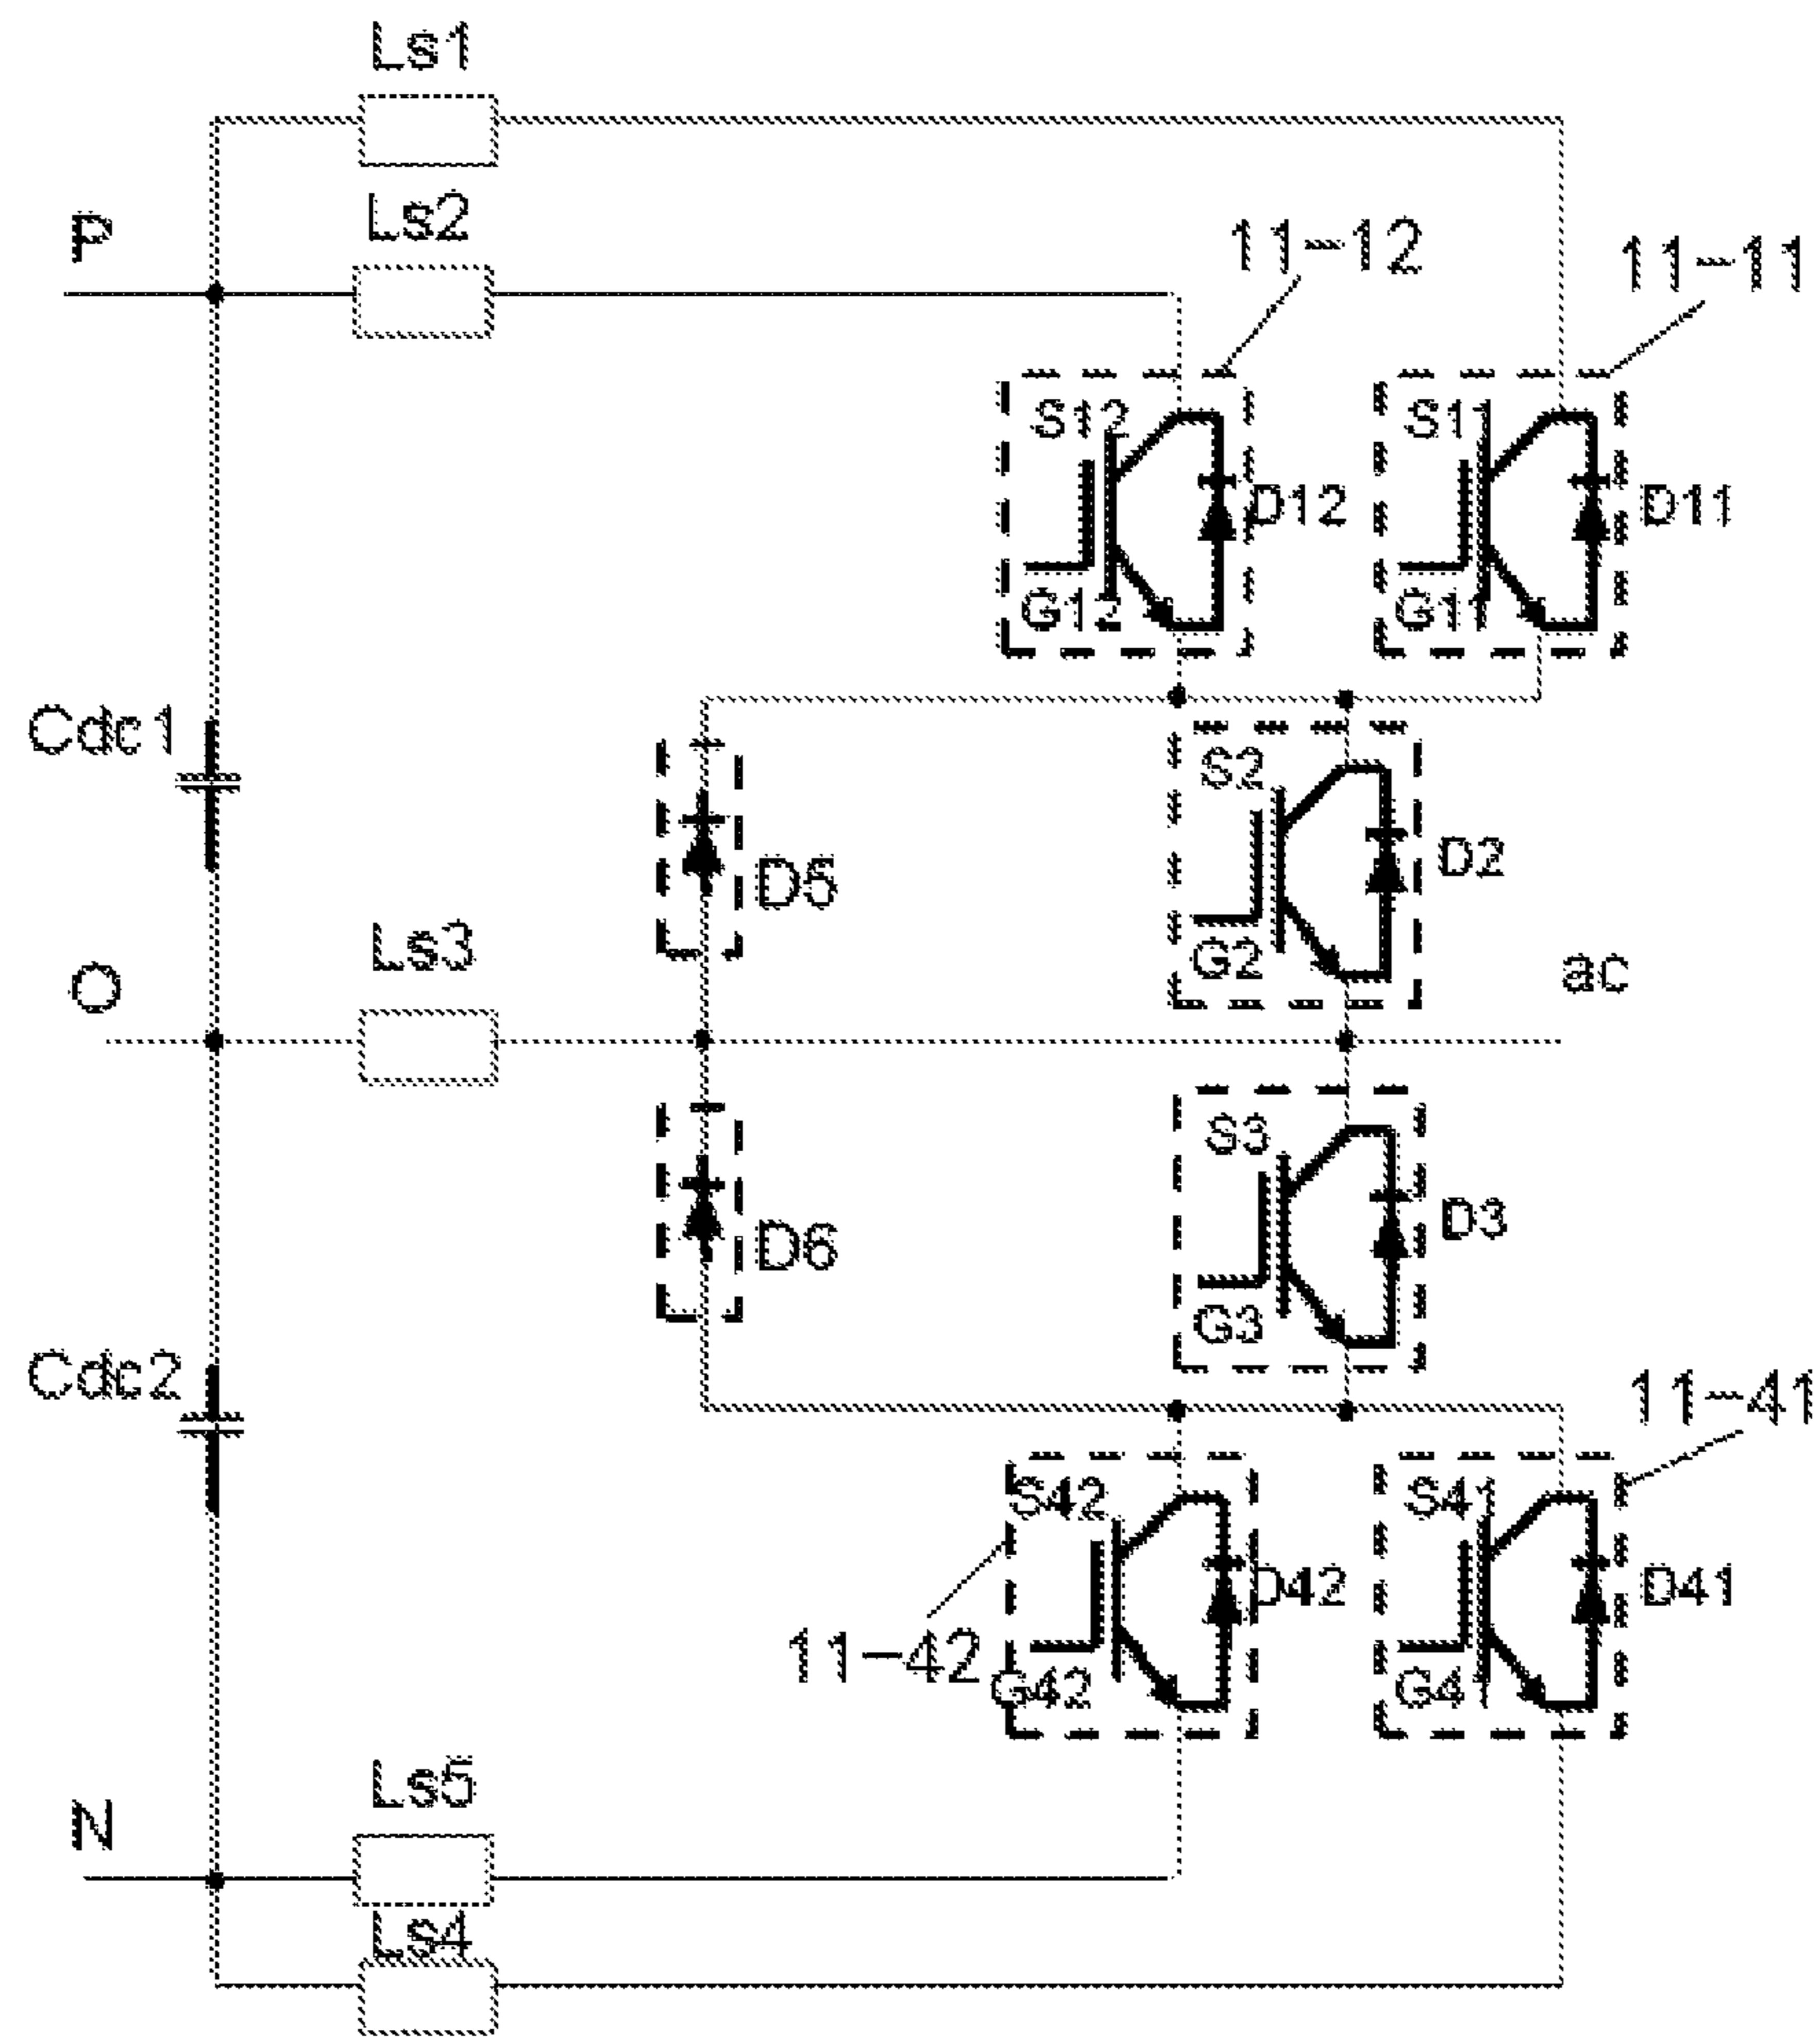 Ls1
P
Ls2
11-12
11-11
S12
S11
D12
D11
G12
G11
Cdc1
S2
D5
D2
G2
O
Ls3
ac
S3
D6
D3
G3
Cdc2
11-41
S42
S41
D42
D41
11-42
G42
G41
N
Ls5
Ls4